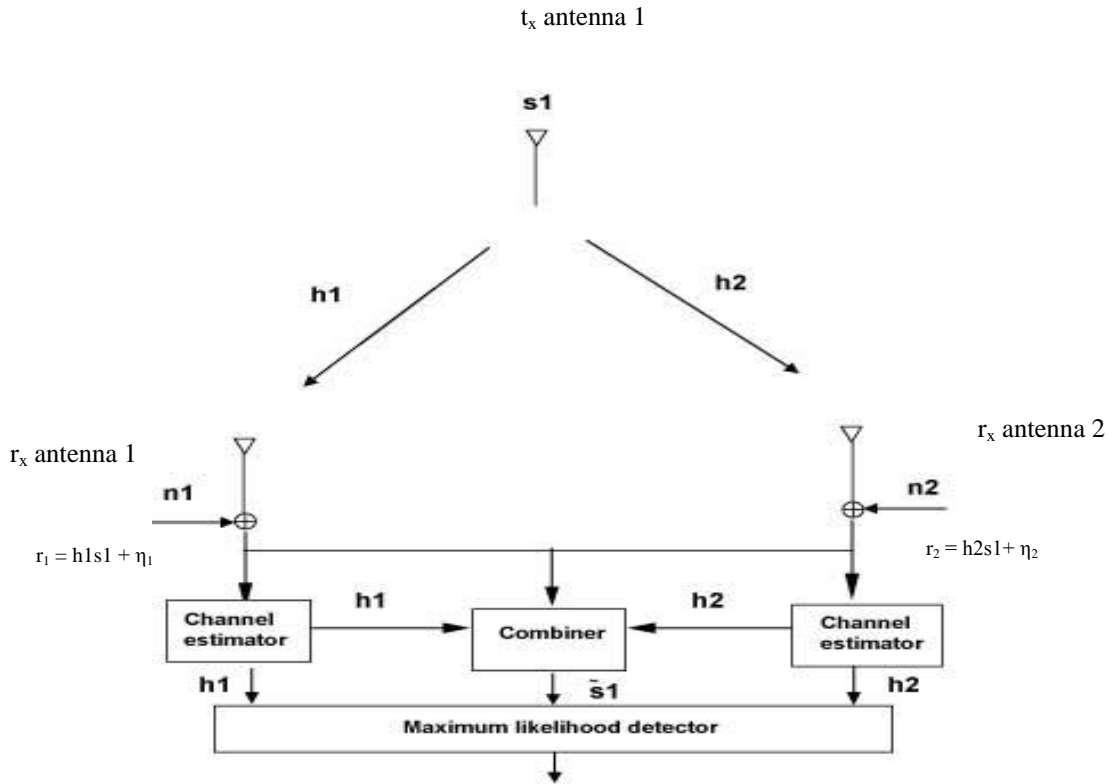 tx antenna 1
s1
h1
h2
rx antenna 1
rx antenna 2
n1
n2
r1 = h1s1 + η1
r2 = h2s1+ η2
h1
h2
Channel
estimator
Combiner
Channel
estimator
h1
s̃1
h2
Maximum likelihood detector